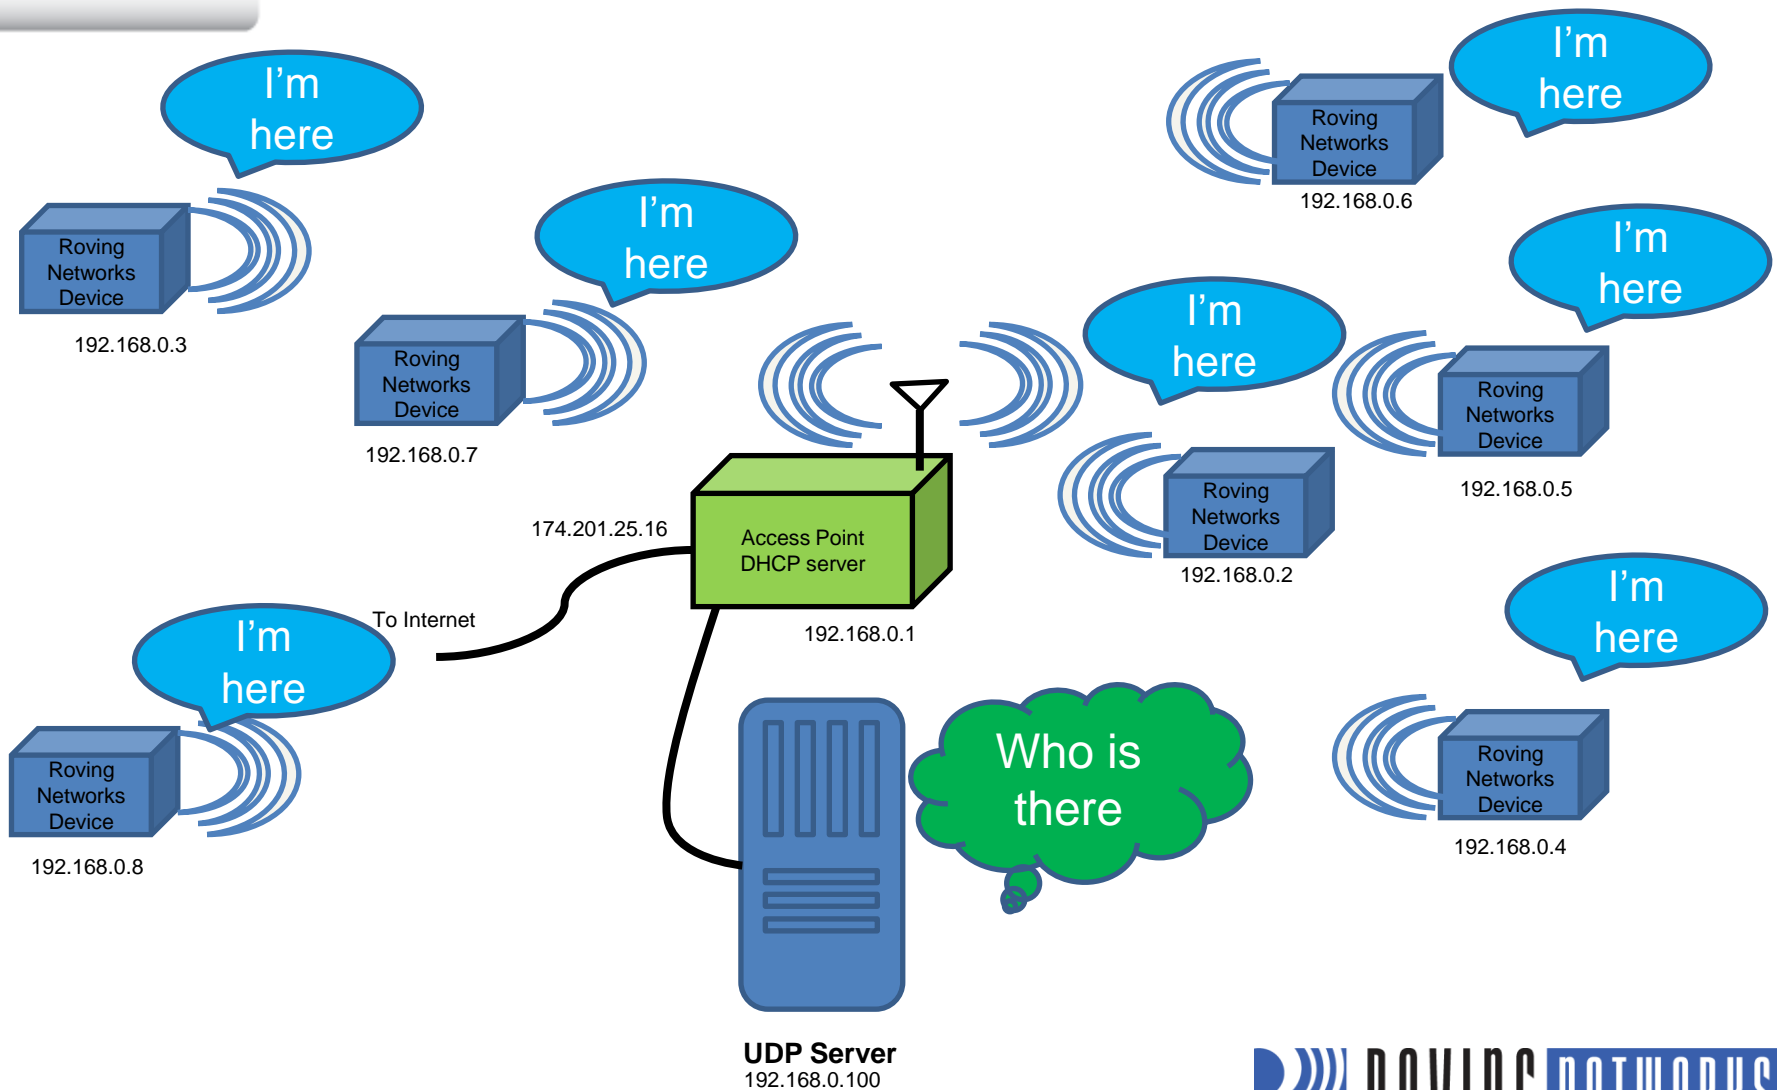 I'm
here
Roving
Networks
Device
192.168.0.3
I'm
here
Roving
Networks
Device
192.168.0.7
I'm
here
Roving
Networks
Device
192.168.0.6
I'm
here
Roving
Networks
Device
192.168.0.5
I'm
here
Roving
Networks
Device
192.168.0.2
174.201.25.16
Access Point
DHCP server
192.168.0.1
To Internet
I'm
here
Roving
Networks
Device
192.168.0.8
I'm
here
Roving
Networks
Device
192.168.0.4
Who is
there
UDP Server
192.168.0.100
ROVING NETWORKS